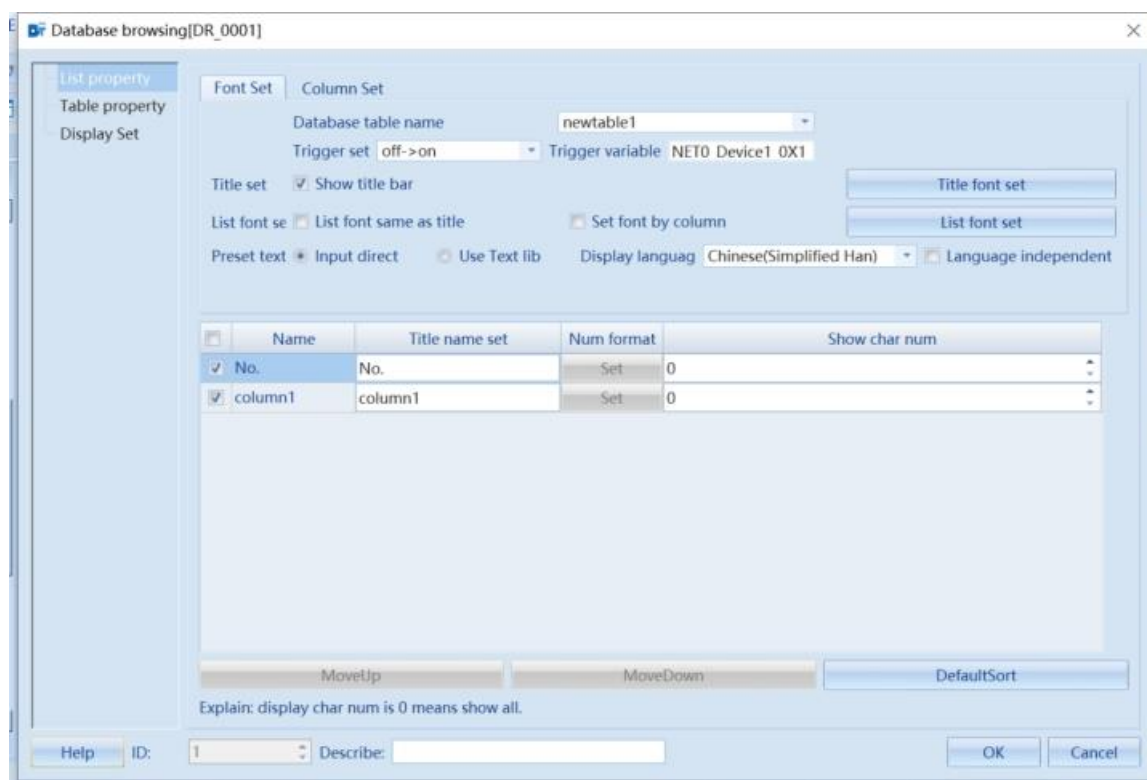 Database browsing[DR_0001]
List property
Table property
Display Set
Font Set Column Set
Database table name newtable1
Trigger set off->on Trigger variable NET0 Device1 0X1
Title set Show title bar Title font set
List font se List font same as title Set font by column List font set
Preset text Input direct Use Text lib Display languag Chinese(Simplified Han) Language independent
Name Title name set Num format Show char num
No. No. Set 0
column1 column1 Set 0
MoveUp MoveDown DefaultSort
Explain: display char num is 0 means show all.
Help ID: 1 Describe: OK Cancel